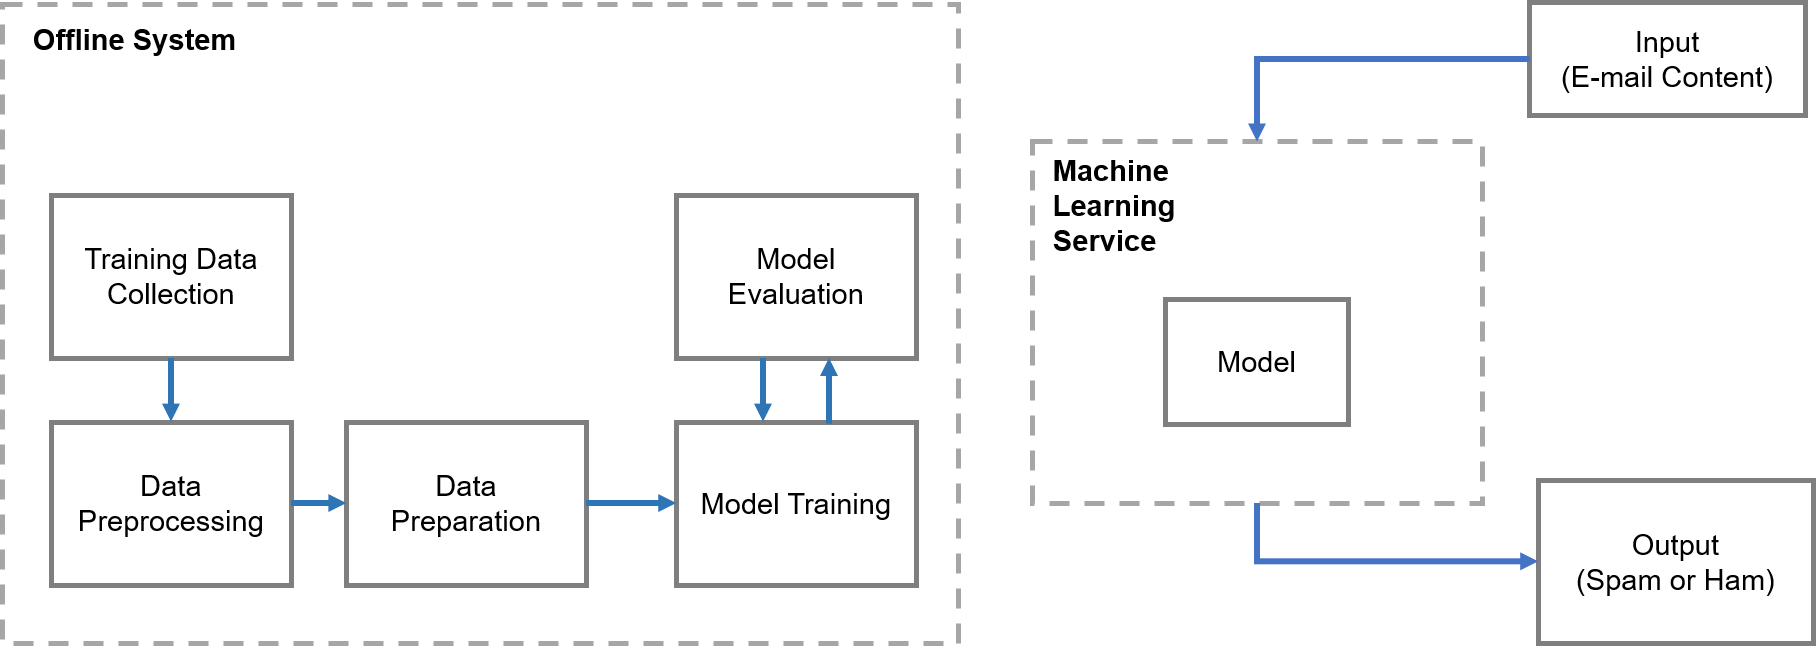 Offline System
Training Data
Collection
Model
Evaluation
Data
Preprocessing
Data
Preparation
Model Training
Input
(E-mail Content)
Machine
Learning
Service
Model
Output
(Spam or Ham)